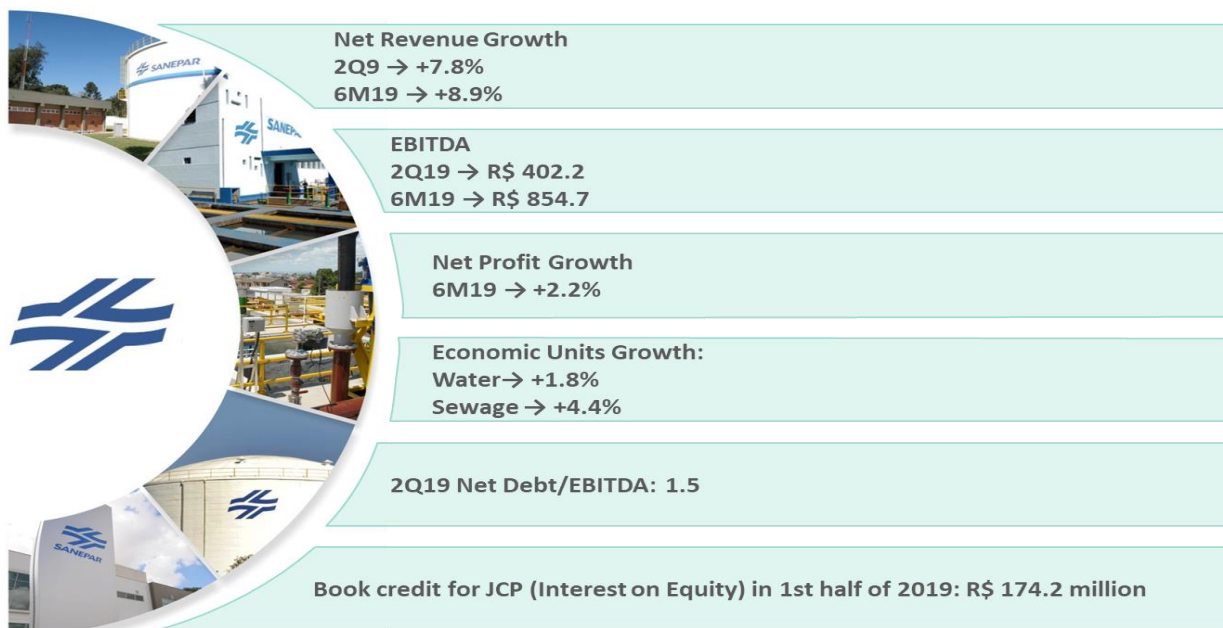 SANEPAR
SANEPAR
SANEPAR
Net Revenue Growth
2Q9 → +7.8%
6M19 → +8.9%
EBITDA
2Q19 → R$ 402.2
6M19 → R$ 854.7
Net Profit Growth
6M19 → +2.2%
Economic Units Growth:
Water→ +1.8%
Sewage → +4.4%
2Q19 Net Debt/EBITDA: 1.5
Book credit for JCP (Interest on Equity) in 1st half of 2019: R$ 174.2 million